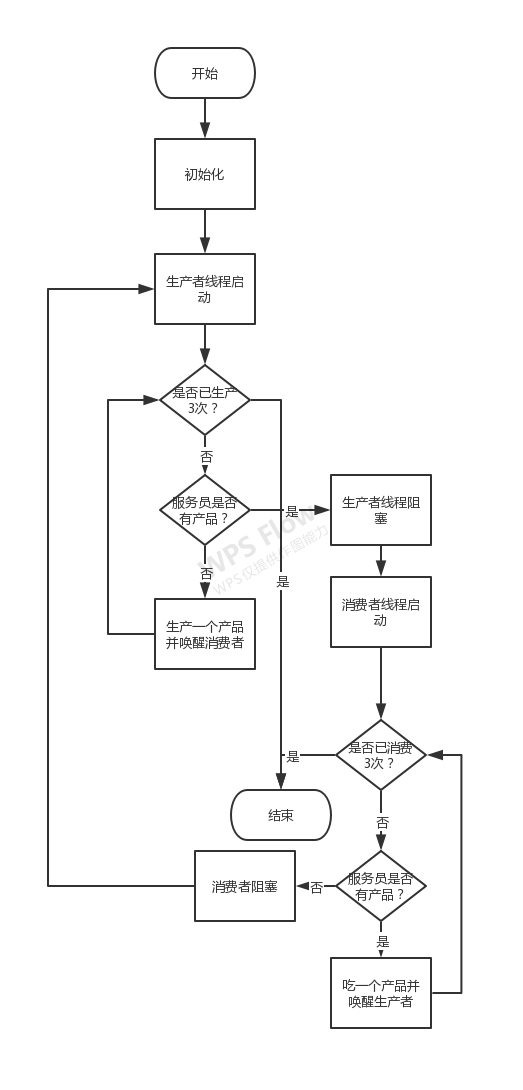 开始
初始化
生产者线程启
动
是否已生产
3次？
否
服务员是否
有产品？
是
生产者线程阻
塞
否
WPS Flow
WPS仅提供作图能力
是
消费者线程启
动
生产一个产品
并唤醒消费者
是否已消费
3次？
是
结束
否
服务员是否
有产品？
否
消费者阻塞
是
吃一个产品并
唤醒生产者